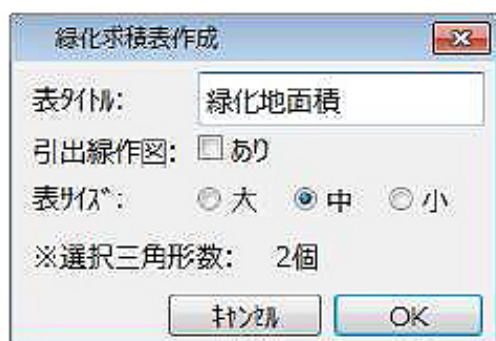 緑化求積表作成
表ﾀｲﾄﾙ: 緑化地面積
引出線作図: あり
表ｻｲｽﾞ: 大 中 小
※選択三角形数: 2個
ｷｬﾝｾﾙ OK